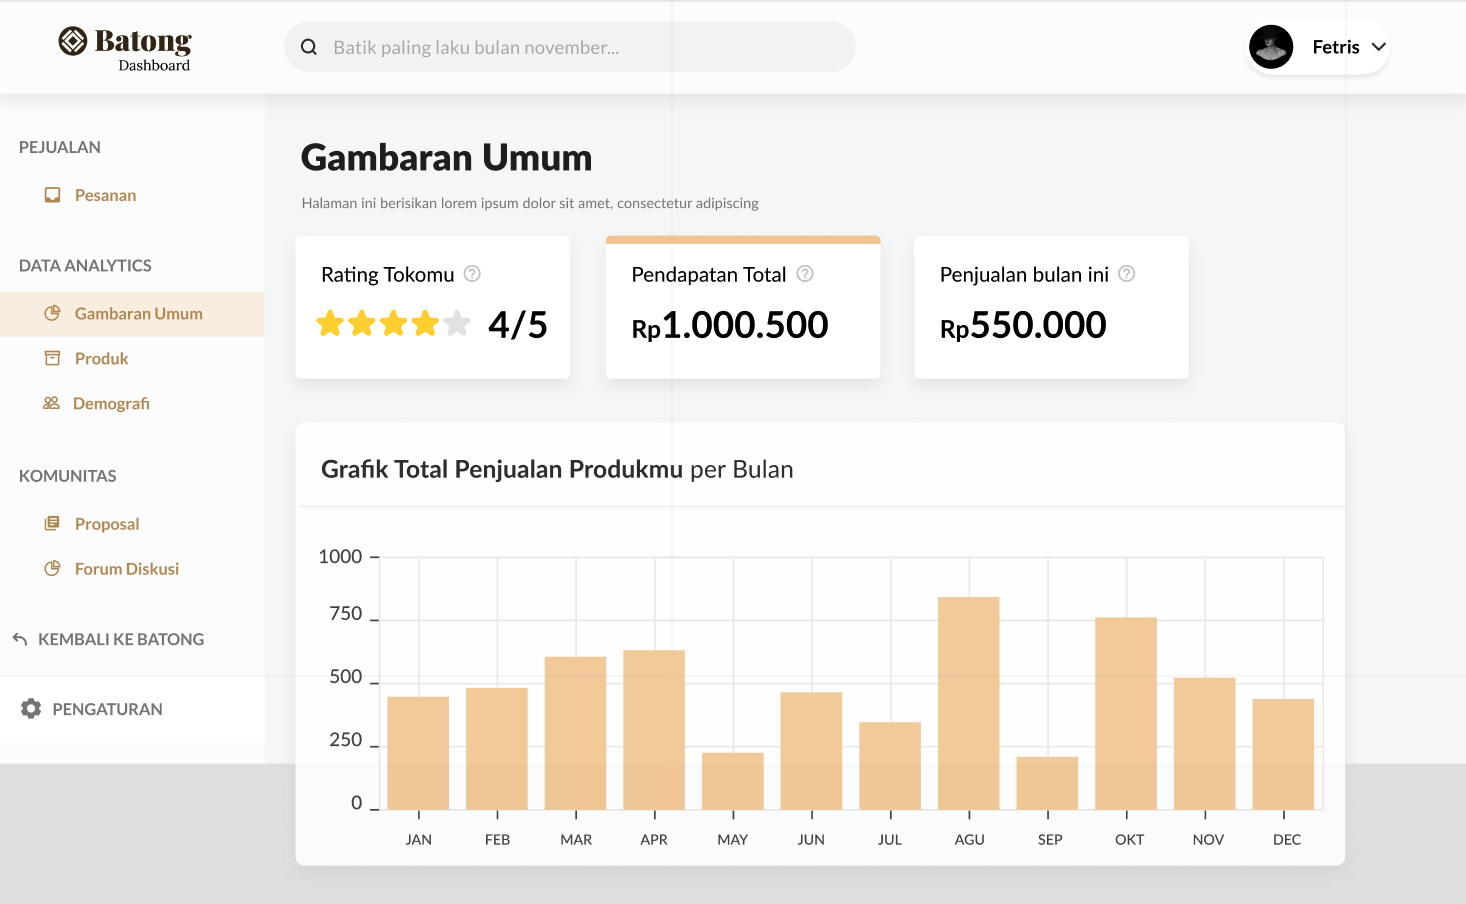 Batong
Dashboard
Batik paling laku bulan november...
Fetris
PEJUALAN
Pesanan
DATA ANALYTICS
Gambaran Umum
Produk
Demografi
KOMUNITAS
Proposal
Forum Diskusi
KEMBALI KE BATONG
PENGATURAN
Gambaran Umum
Halaman ini berisikan lorem ipsum dolor sit amet, consectetur adipiscing
Rating Tokomu ?
4/5
Pendapatan Total ?
Rp1.000.500
Penjualan bulan ini ?
Rp550.000
Grafik Total Penjualan Produkmu per Bulan
1000
750
500
250
0
JAN FEB MAR APR MAY JUN JUL AGU SEP OKT NOV DEC